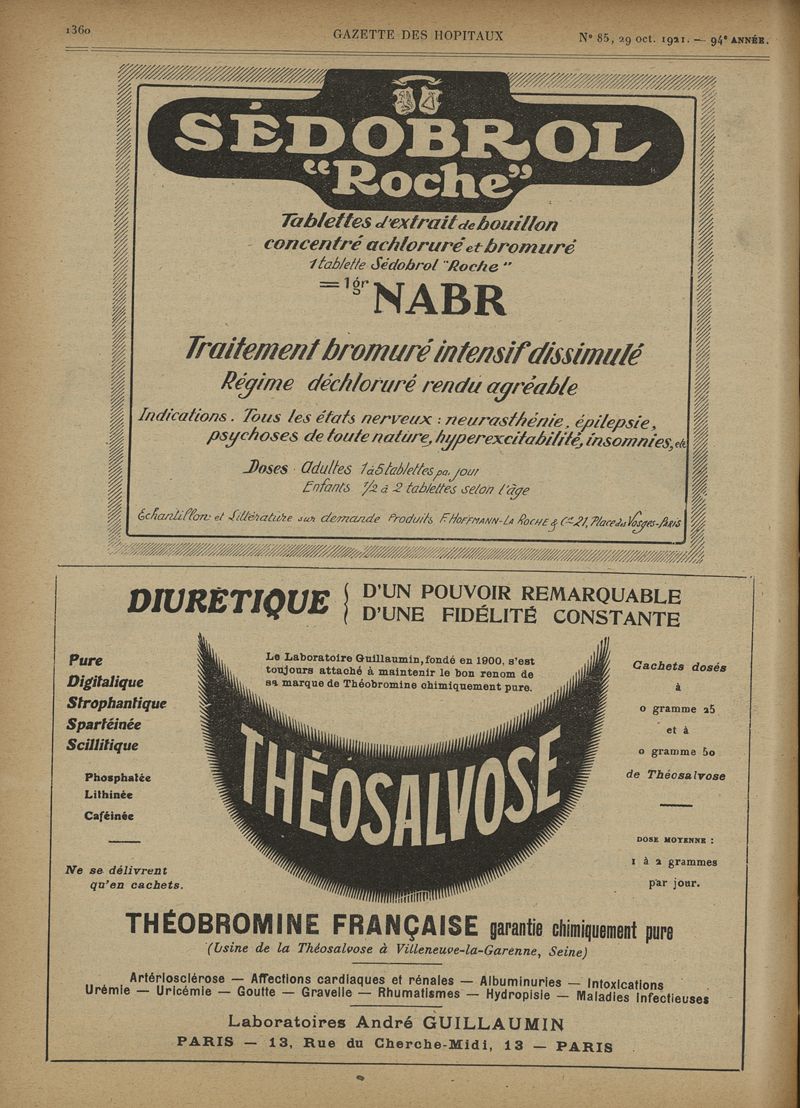 1360
GAZETTE DES HOPITAUX
N° 85, 29 oct. 1921. — 94e ANNÉE.
SÉDOBROL
"Roche"
Tablettes d'extrait de bouillon
concentré achloruré et bromuré
1 tablette Sédobrol "Roche"
= 1gr NABR
Traitement bromuré intensif dissimulé
Régime déchloruré rendu agréable
Indications. Tous les états nerveux : neurasthénie, épilepsie,
psychoses de toute nature, hyperexcitabilité, insomnies, etc
Doses Adultes 1 à 5 tablettes pa. jour
Enfants 1/2 à 2 tablettes selon l'âge
Échantillon et Littérature sur demande Produits F. HOFFMANN-LA ROCHE & Cie 21, Place des Vosges-Paris
DIURÉTIQUE { D'UN POUVOIR REMARQUABLE
D'UNE FIDÉLITÉ CONSTANTE
Pure
Digitalique
Strophantique
Spartéinée
Scillitique
Phosphatée
Lithinée
Caféinée
Ne se délivrent
qu'en cachets.
Le Laboratoire Guillaumin, fondé en 1900, s'est
toujours attaché à maintenir le bon renom de
sa marque de Théobromine chimiquement pure.
THÉOSALVOSE
Cachets dosés
à
0 gramme 25
et à
0 gramme 50
de Théosalvose
DOSE MOYENNE :
1 à 2 grammes
par jour.
THÉOBROMINE FRANÇAISE garantie chimiquement pure
(Usine de la Théosalvose à Villeneuve-la-Garenne, Seine)
Artériosclérose — Affections cardiaques et rénales — Albuminuries — Intoxications
Urémie — Uricémie — Goutte — Gravelle — Rhumatismes — Hydropisie — Maladies Infectieuses
Laboratoires André GUILLAUMIN
PARIS — 13, Rue du Cherche-Midi, 13 — PARIS